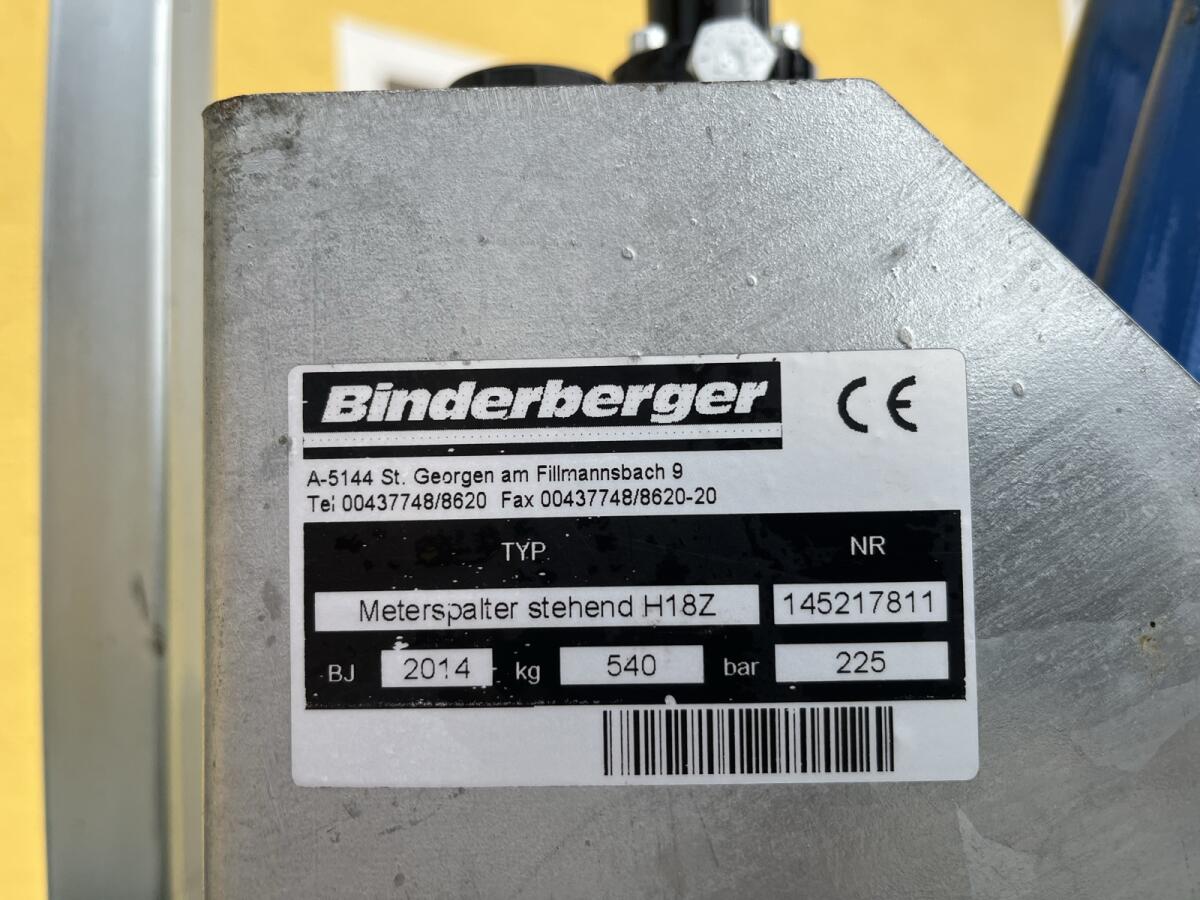 Binderberger
CE
A-5144 St. Georgen am Fillmannsbach 9
Tel 00437748/8620 Fax 00437748/8620-20
TYP NR
Meterspalter stehend H18Z 145217811
BJ 2014 kg 540 bar 225